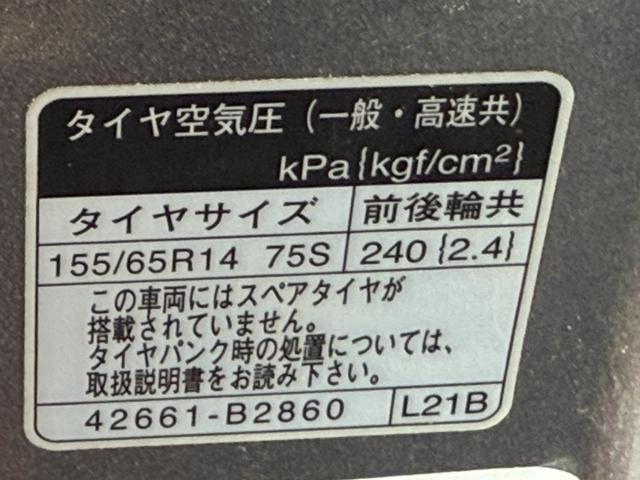 タイヤ空気圧（一般・高速共）
kPa{kgf/cm²}
タイヤサイズ 前後輪共
155/65R14 75S 240{2.4}
この車両にはスペアタイヤが
搭載されていません。
タイヤパンク時の処置については、
取扱説明書をお読み下さい。
42661-B2860 L21B